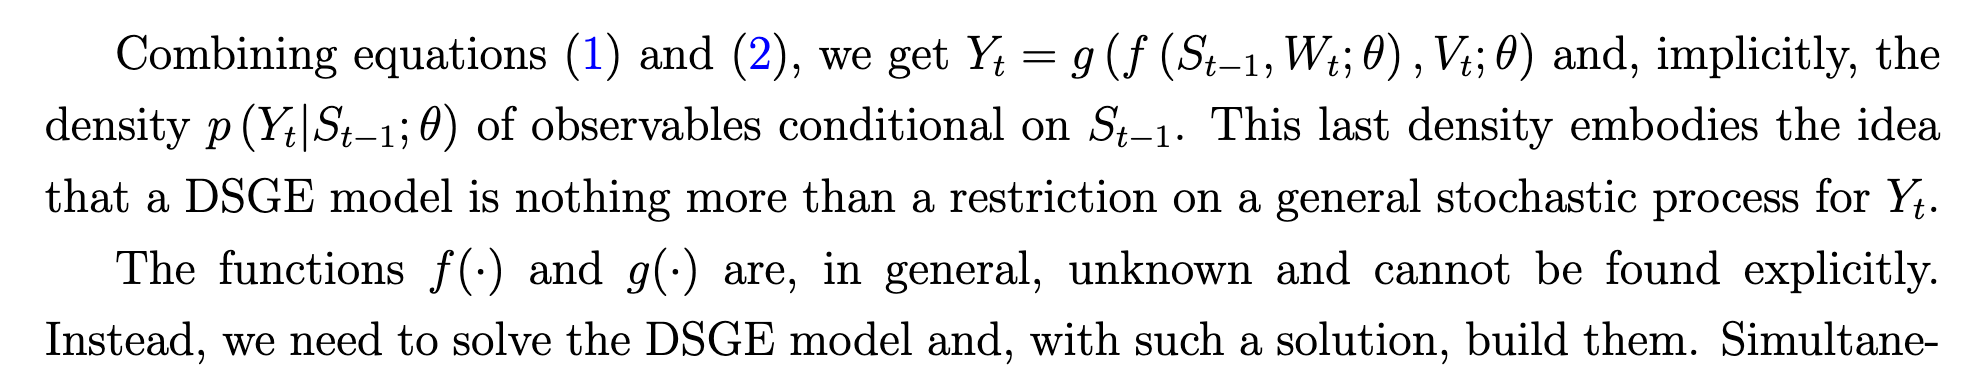 Combining equations (1) and (2), we get Y_t = g (f (S_{t−1}, W_t; θ) , V_t; θ) and, implicitly, the
density p (Y_t|S_{t−1}; θ) of observables conditional on S_{t−1}. This last density embodies the idea
that a DSGE model is nothing more than a restriction on a general stochastic process for Y_t.
The functions f(·) and g(·) are, in general, unknown and cannot be found explicitly.
Instead, we need to solve the DSGE model and, with such a solution, build them. Simultane-